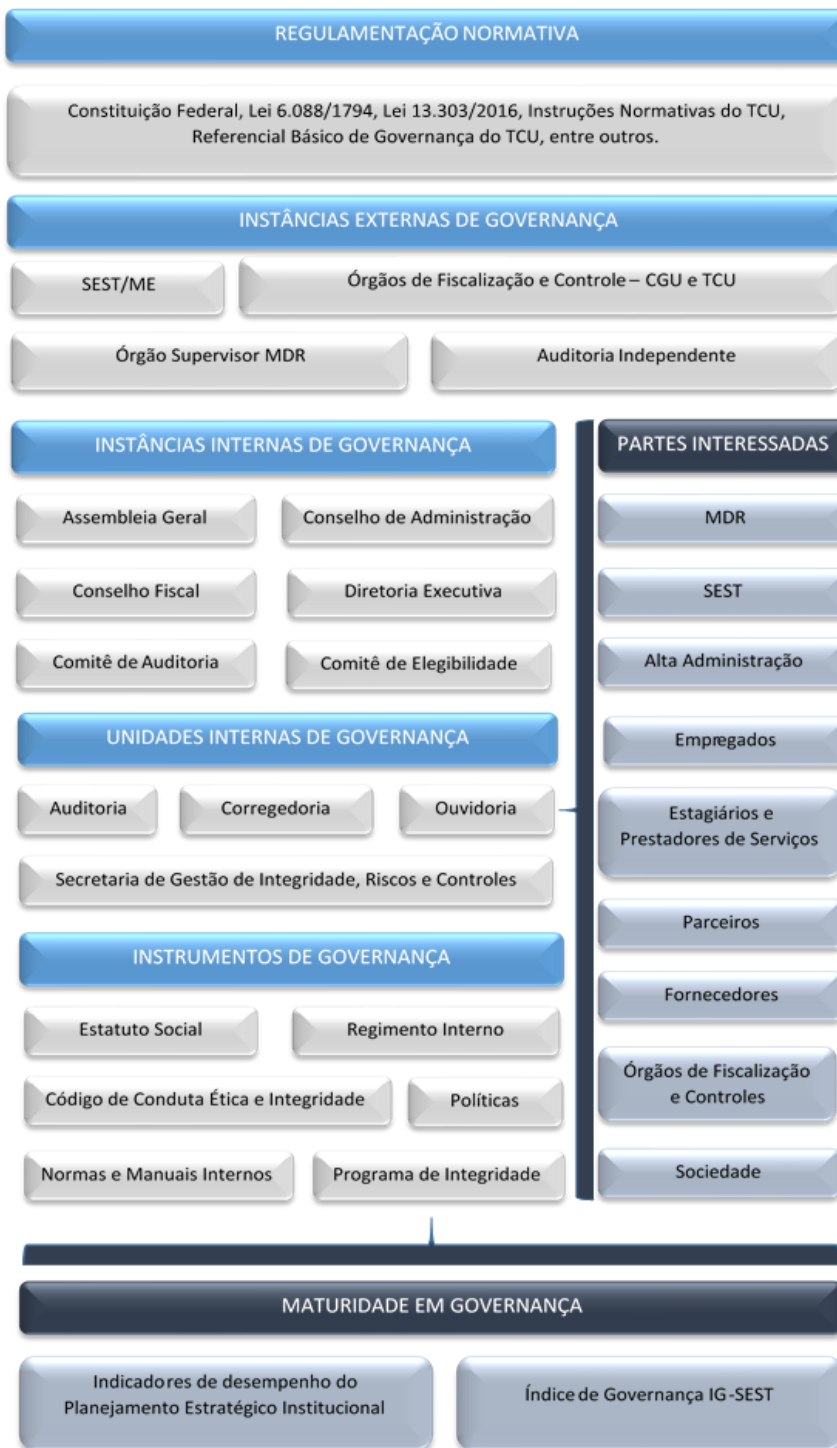 REGULAMENTAÇÃO NORMATIVA
Constituição Federal, Lei 6.088/1794, Lei 13.303/2016, Instruções Normativas do TCU,
Referencial Básico de Governança do TCU, entre outros.
INSTÂNCIAS EXTERNAS DE GOVERNANÇA
SEST/ME
Órgãos de Fiscalização e Controle – CGU e TCU
Órgão Supervisor MDR
Auditoria Independente
INSTÂNCIAS INTERNAS DE GOVERNANÇA
Assembleia Geral
Conselho de Administração
Conselho Fiscal
Diretoria Executiva
Comitê de Auditoria
Comitê de Elegibilidade
UNIDADES INTERNAS DE GOVERNANÇA
Auditoria
Corregedoria
Ouvidoria
Secretaria de Gestão de Integridade, Riscos e Controles
INSTRUMENTOS DE GOVERNANÇA
Estatuto Social
Regimento Interno
Código de Conduta Ética e Integridade
Políticas
Normas e Manuais Internos
Programa de Integridade
PARTES INTERESSADAS
MDR
SEST
Alta Administração
Empregados
Estagiários e
Prestadores de Serviços
Parceiros
Fornecedores
Órgãos de Fiscalização
e Controles
Sociedade
MATURIDADE EM GOVERNANÇA
Indicadores de desempenho do
Planejamento Estratégico Institucional
Índice de Governança IG-SEST